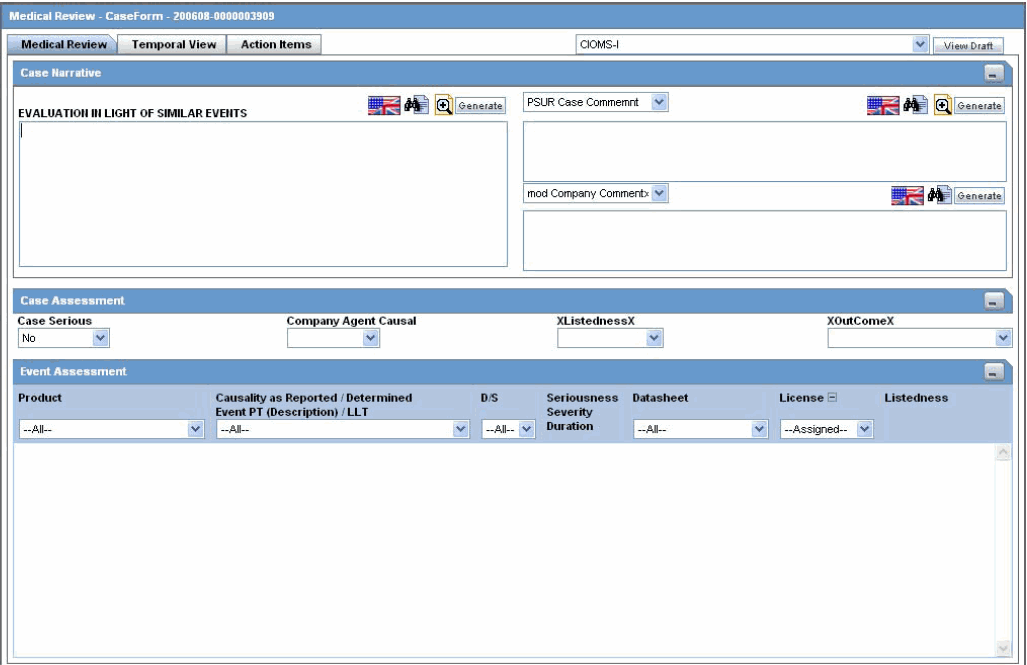 Medical Review - CaseForm - 200608-0000003909
Medical Review Temporal View Action Items CIOMS-I View Draft
Case Narrative
EVALUATION IN LIGHT OF SIMILAR EVENTS Generate PSUR Case Commemnt Generate
mod Company Comment Generate
Case Assessment
Case Serious Company Agent Causal XListednessX XOutComeX
No
Event Assessment
Product Causality as Reported / Determined D/S Seriousness Datasheet License Listedness
Event PT (Description) / LLT Severity
--All-- --All-- --All-- Duration --All-- --Assigned--